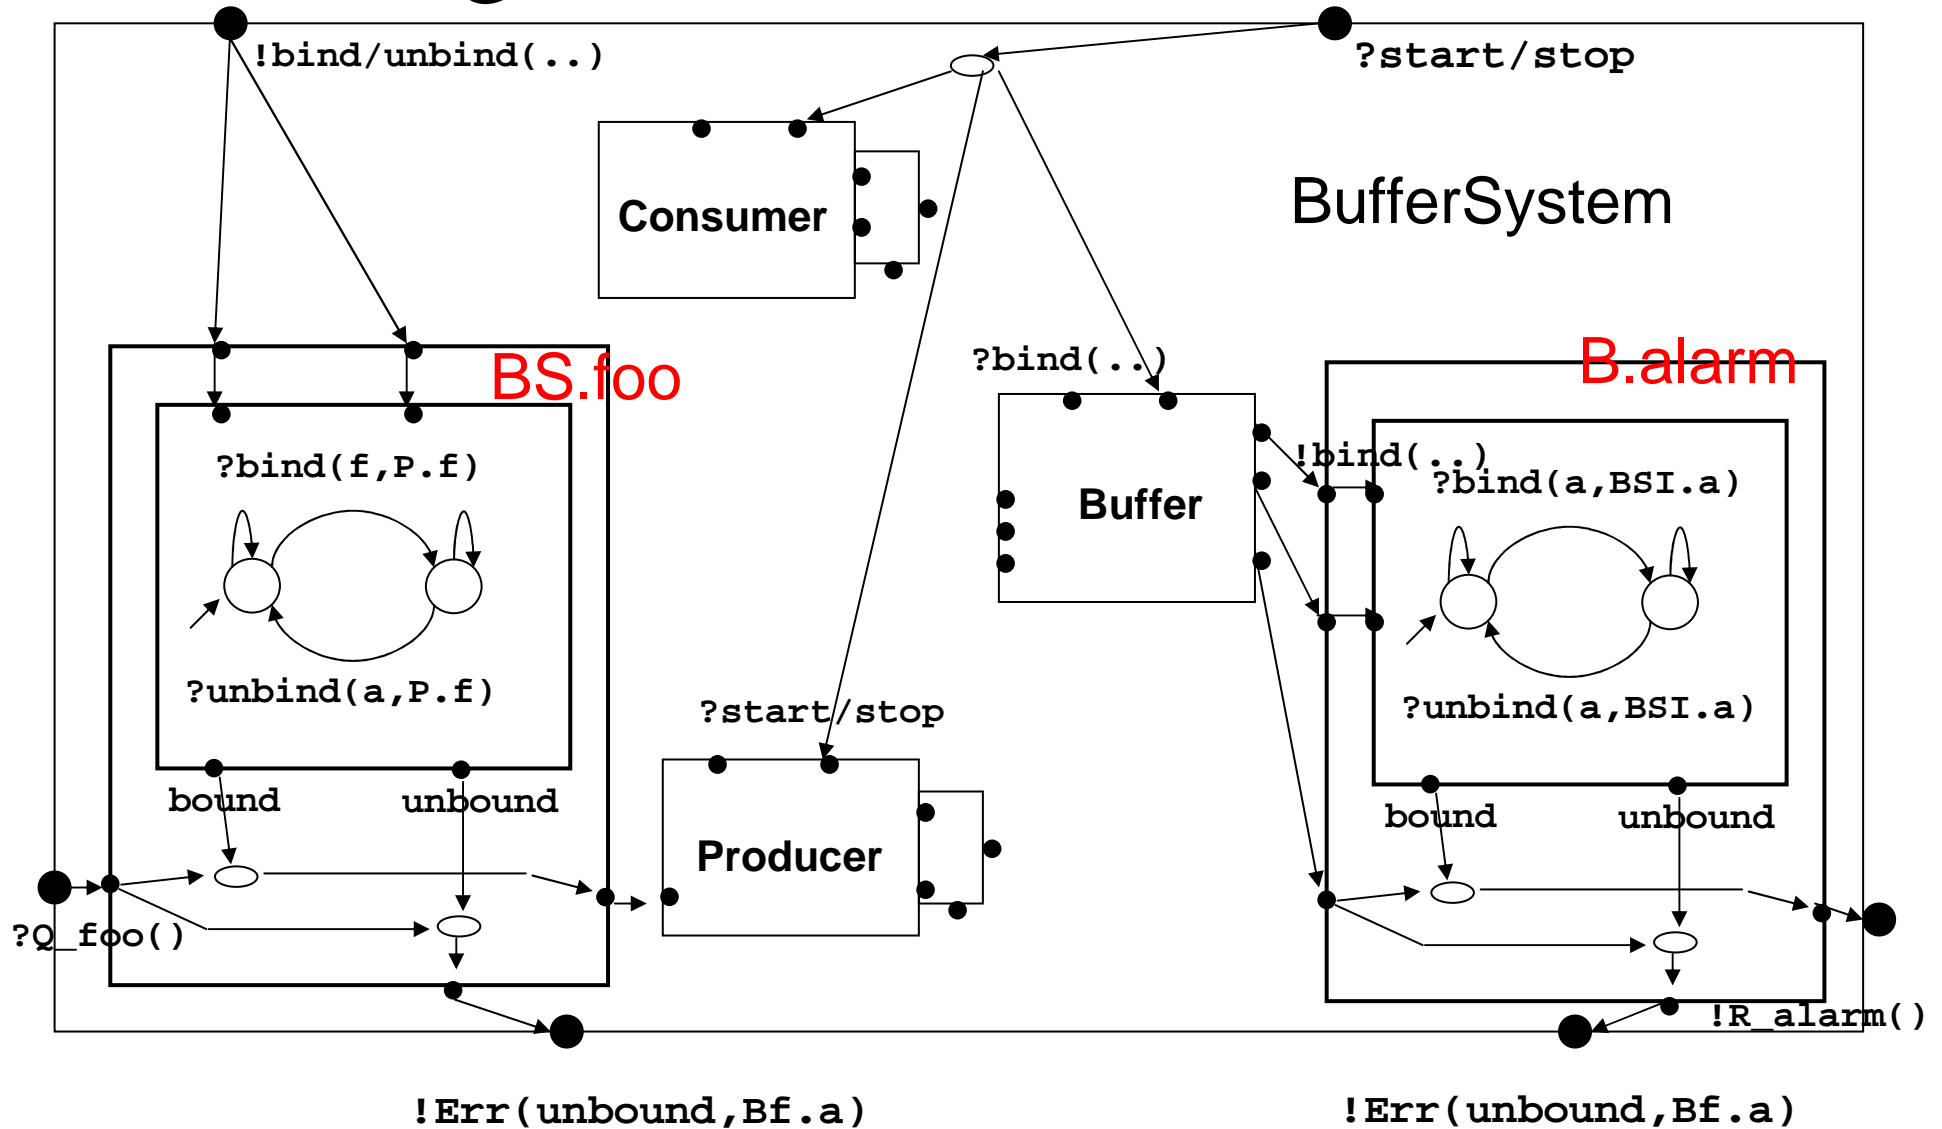 !bind/unbind(..)
?start/stop
Consumer
BufferSystem
BS.foo
?bind(..)
B.alarm
?bind(f,P.f)
!bind(..)
?bind(a,BSI.a)
Buffer
?unbind(a,P.f)
?unbind(a,BSI.a)
?start/stop
bound
unbound
bound
unbound
Producer
?Q_foo()
!R_alarm()
!Err(unbound,Bf.a)
!Err(unbound,Bf.a)